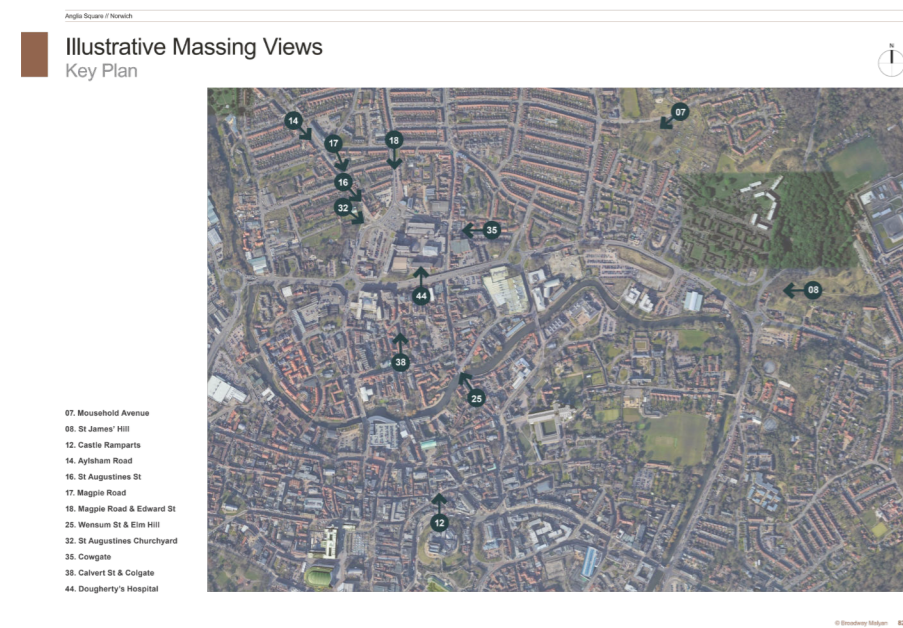 Anglia Square // Norwich
Illustrative Massing Views
Key Plan
N
07
14
18
17
16
32
35
08
44
38
25
12
07. Mousehold Avenue
08. St James' Hill
12. Castle Ramparts
14. Aylsham Road
16. St Augustines St
17. Magpie Road
18. Magpie Road & Edward St
25. Wensum St & Elm Hill
32. St Augustines Churchyard
35. Cowgate
38. Calvert St & Colgate
44. Dougherty's Hospital
© Broadway Malyan 82